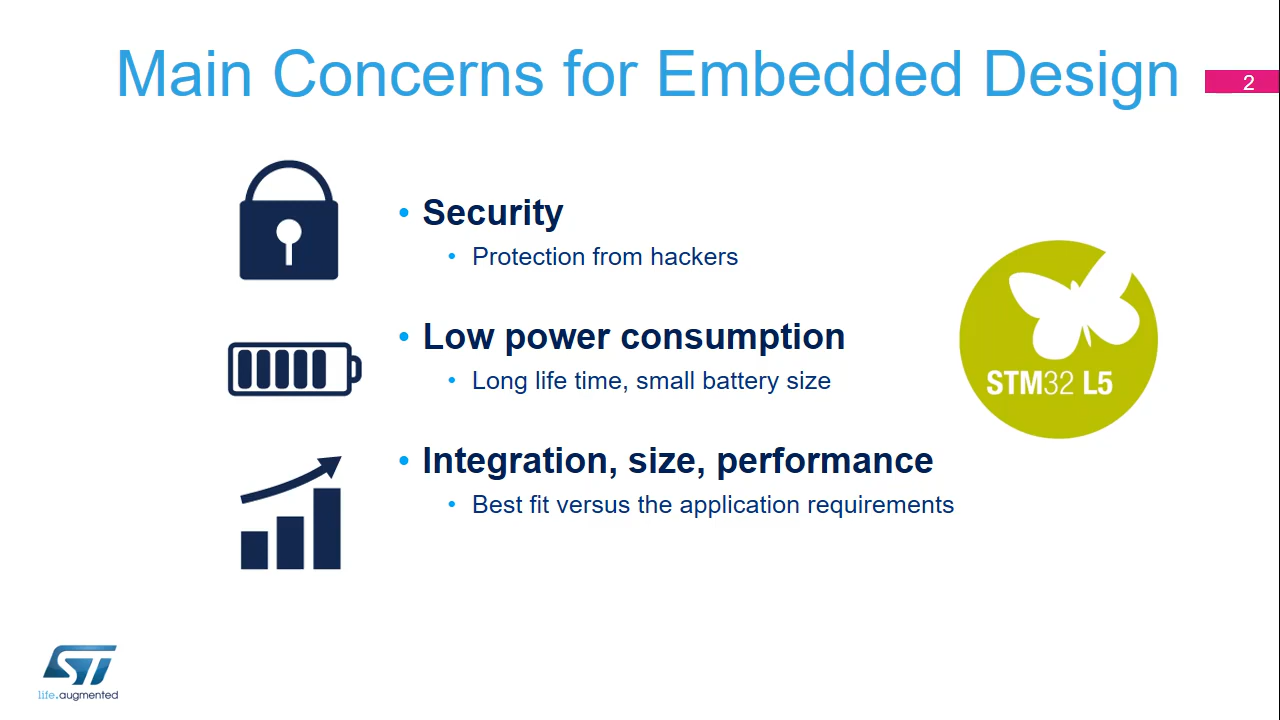 Main Concerns for Embedded Design
2
• Security
• Protection from hackers
• Low power consumption
• Long life time, small battery size
• Integration, size, performance
• Best fit versus the application requirements
STM32 L5
ST
life.augmented